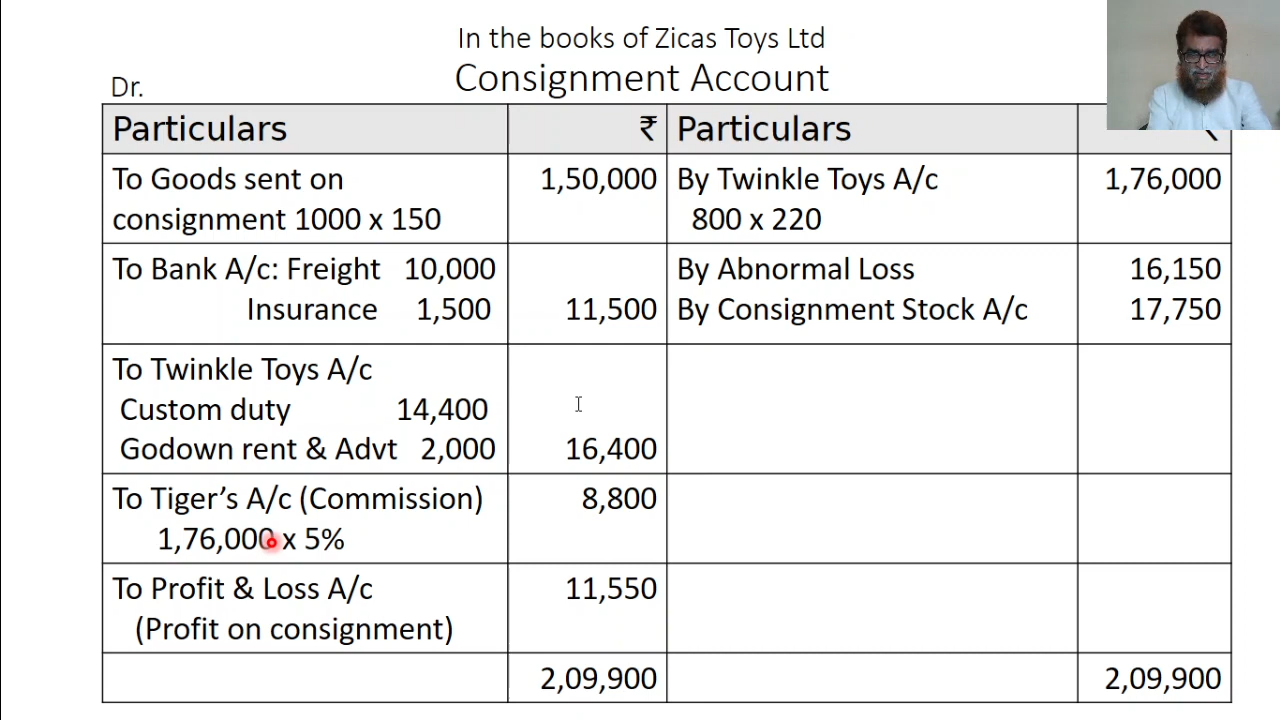 In the books of Zicas Toys Ltd
Consignment Account
Dr.
Particulars ₹ Particulars ₹
To Goods sent on 1,50,000 By Twinkle Toys A/c 1,76,000
consignment 1000 x 150 800 x 220
To Bank A/c: Freight 10,000 By Abnormal Loss 16,150
Insurance 1,500 11,500 By Consignment Stock A/c 17,750
To Twinkle Toys A/c
Custom duty 14,400
Godown rent & Advt 2,000 16,400
To Tiger’s A/c (Commission) 8,800
1,76,000 x 5%
To Profit & Loss A/c 11,550
(Profit on consignment)
2,09,900 2,09,900